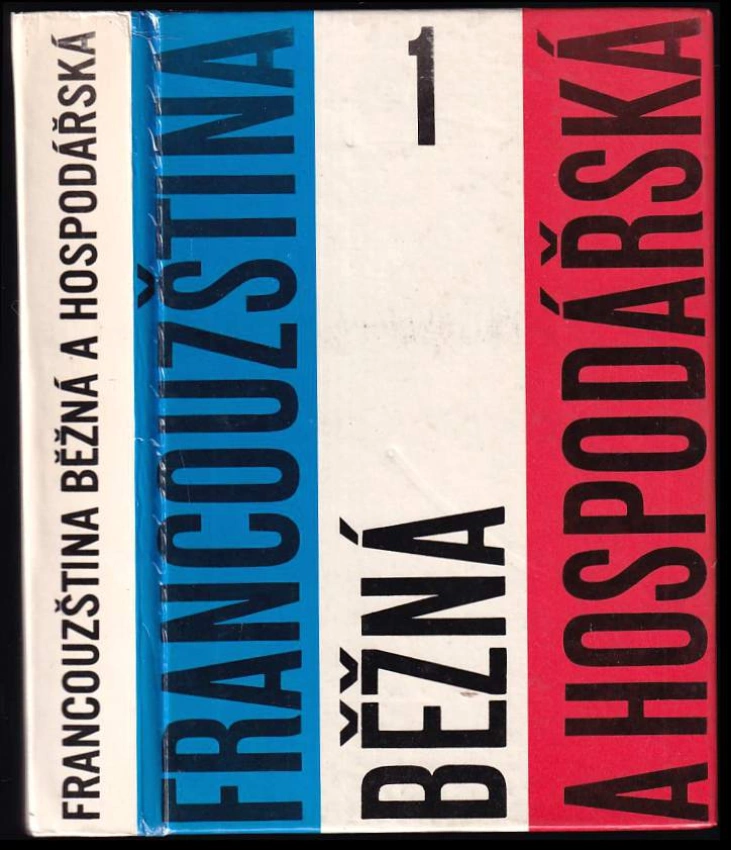 FRANCOUZŠTINA BĚŽNÁ A HOSPODÁŘSKÁ
FRANCOUZŠTINA
BĚŽNÁ
1
A HOSPODÁŘSKÁ